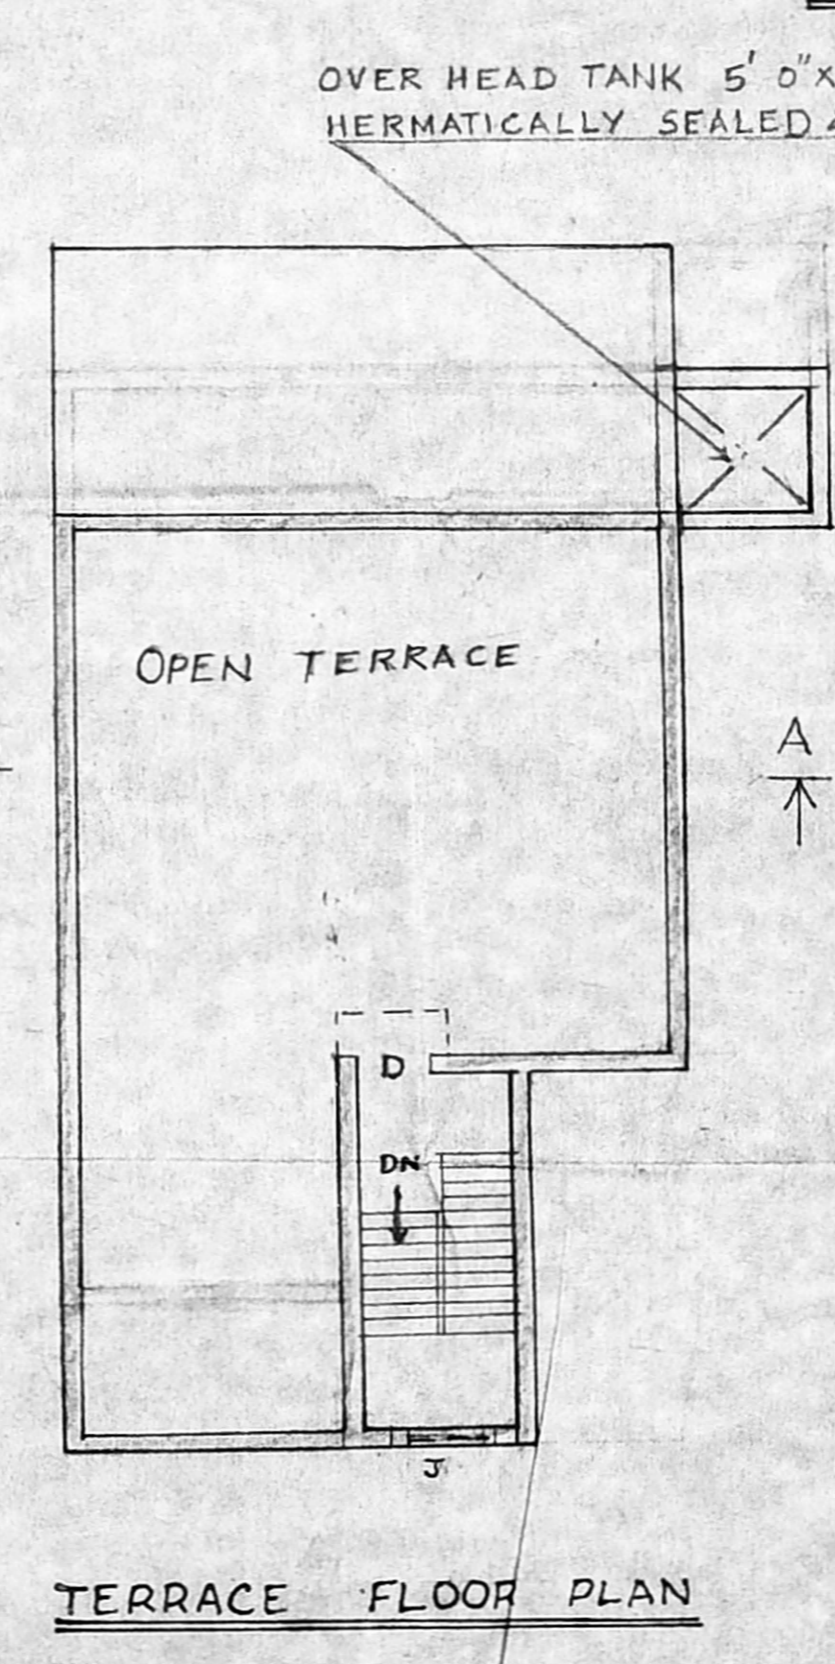 OVER HEAD TANK 5' 0"X
HERMATICALLY SEALED
OPEN TERRACE
A
D
DN
J
TERRACE FLOOR PLAN